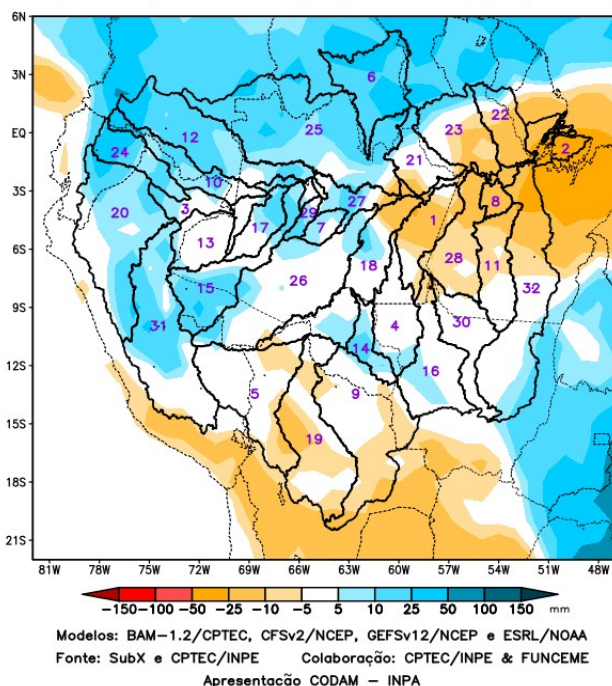 6N
3N
EQ
3S
6S
9S
12S
15S
18S
21S
6
12
25
24
23
22
21
2
10
20
3
17
29
7
27
8
1
13
18
28
11
15
26
32
31
4
30
14
16
5
9
19
81W 78W 75W 72W 69W 66W 63W 60W 57W 54W 51W 48W
-150 -100 -50 -25 -10 -5 5 10 25 50 100 150 mm
Modelos: BAM-1.2/CPTEC, CFSv2/NCEP, GEFSv12/NCEP e ESRL/NOAA
Fonte: SubX e CPTEC/INPE Colaboração: CPTEC/INPE & FUNCEME
Apresentação CODAM - INPA